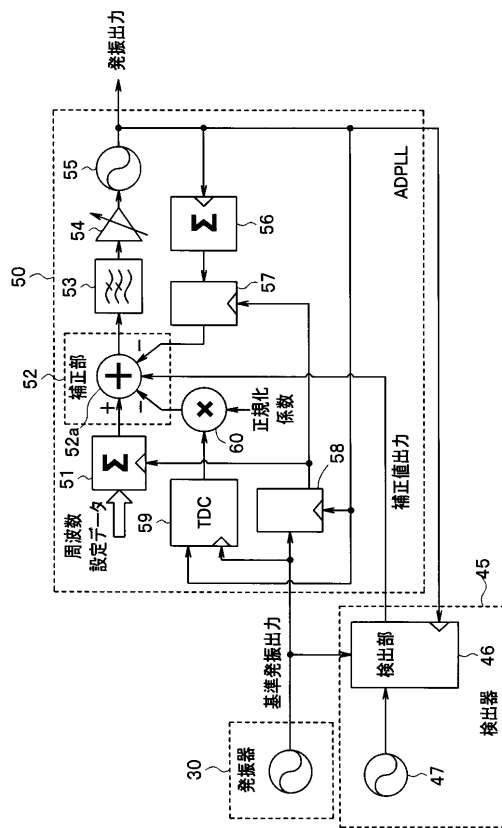 50
52
補正部
52a
+
−
−
+
51
Σ
周波数
設定データ
53
54
55
発振出力
Σ
56
57
×
60
正規化
係数
59
TDC
58
ADPLL
基準発振出力
補正値出力
30
発振器
45
検出部
46
47
検出器